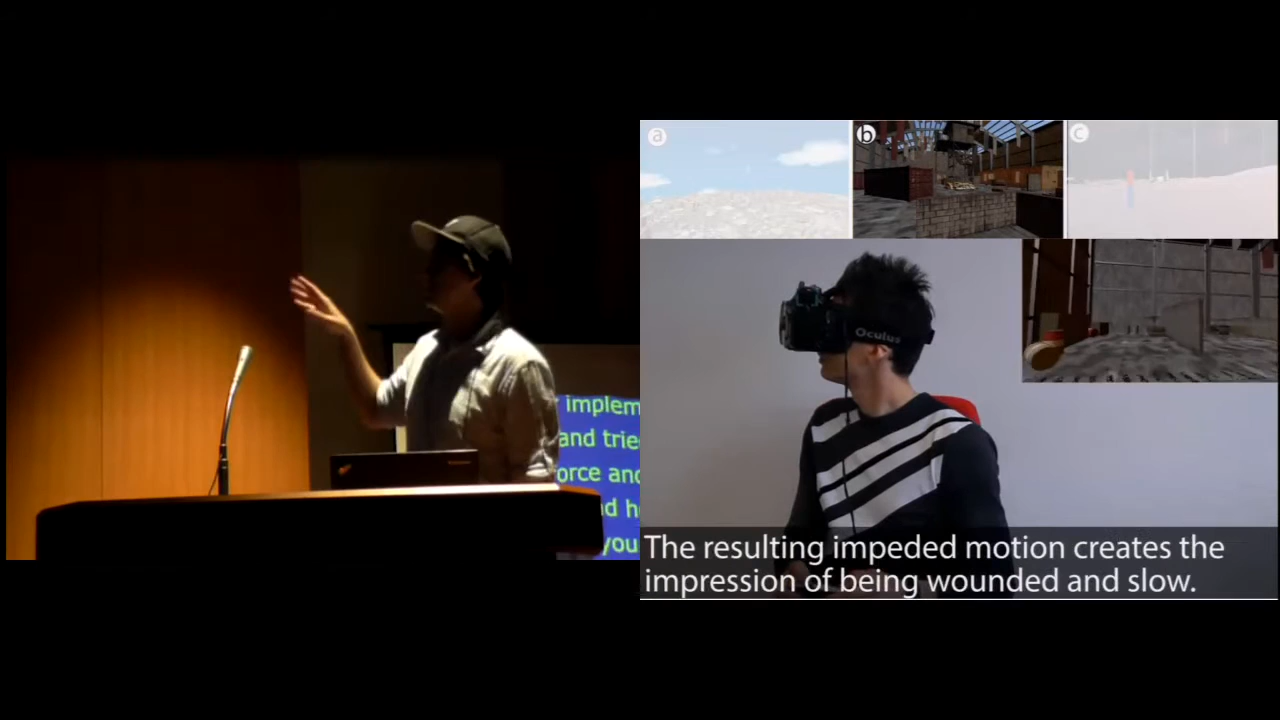 implem
and trie
orce and
d h
you
a
b
c
Oculus
The resulting impeded motion creates the
impression of being wounded and slow.